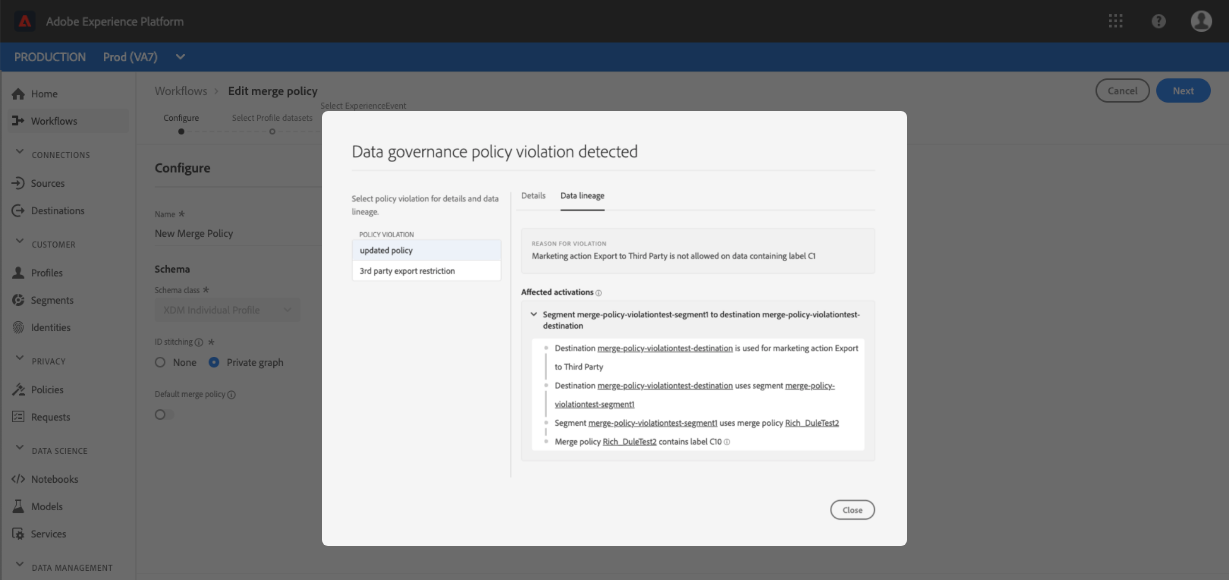 Adobe Experience Platform
PRODUCTION Prod (VA7)
Home
Workflows
CONNECTIONS
Sources
Destinations
CUSTOMER
Profiles
Segments
Identities
PRIVACY
Policies
Requests
DATA SCIENCE
Notebooks
Models
Services
DATA MANAGEMENT
Workflows > Edit merge policy
Cancel
Next
Select ExperienceEvent
Configure
Select Profile datasets
Configure
Name *
New Merge Policy
Schema
Schema class *
XDM Individual Profile
ID stitching *
None Private graph
Default merge policy
Data governance policy violation detected
Select policy violation for details and data
lineage.
POLICY VIOLATION
updated policy
3rd party export restriction
Details Data lineage
REASON FOR VIOLATION
Marketing action Export to Third Party is not allowed on data containing label C1
Affected activations
Segment merge-policy-violationtest-segment1 to destination merge-policy-violationtest-
destination
Destination merge-policy-violationtest-destination is used for marketing action Export
to Third Party
Destination merge-policy-violationtest-destination uses segment merge-policy-
violationtest-segment1
Segment merge-policy-violationtest-segment1 uses merge policy Rich_DuleTest2
Merge policy Rich_DuleTest2 contains label C10
Close